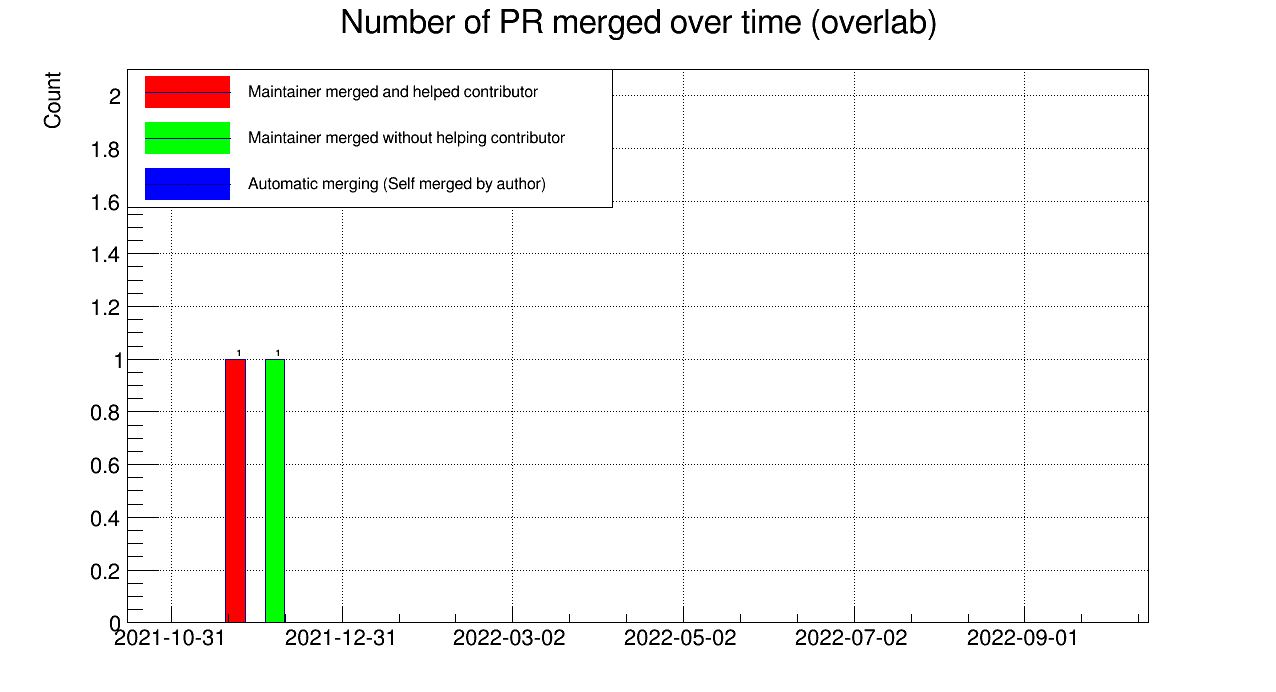 Number of PR merged over time (overlab)
Count
Maintainer merged and helped contributor
Maintainer merged without helping contributor
Automatic merging (Self merged by author)
2
1.8
1.6
1.4
1.2
1
0.8
0.6
0.4
0.2
0
1 1
2021-10-31 2021-12-31 2022-03-02 2022-05-02 2022-07-02 2022-09-01